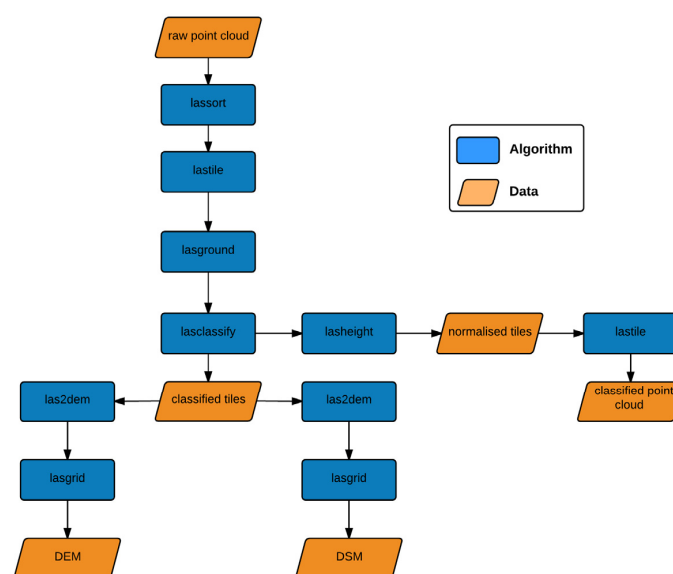 raw point cloud
lassort
lastile
Algorithm
Data
lasground
lasclassify
lasheight
normalised tiles
lastile
las2dem
classified tiles
las2dem
classified point
cloud
lasgrid
lasgrid
DEM
DSM